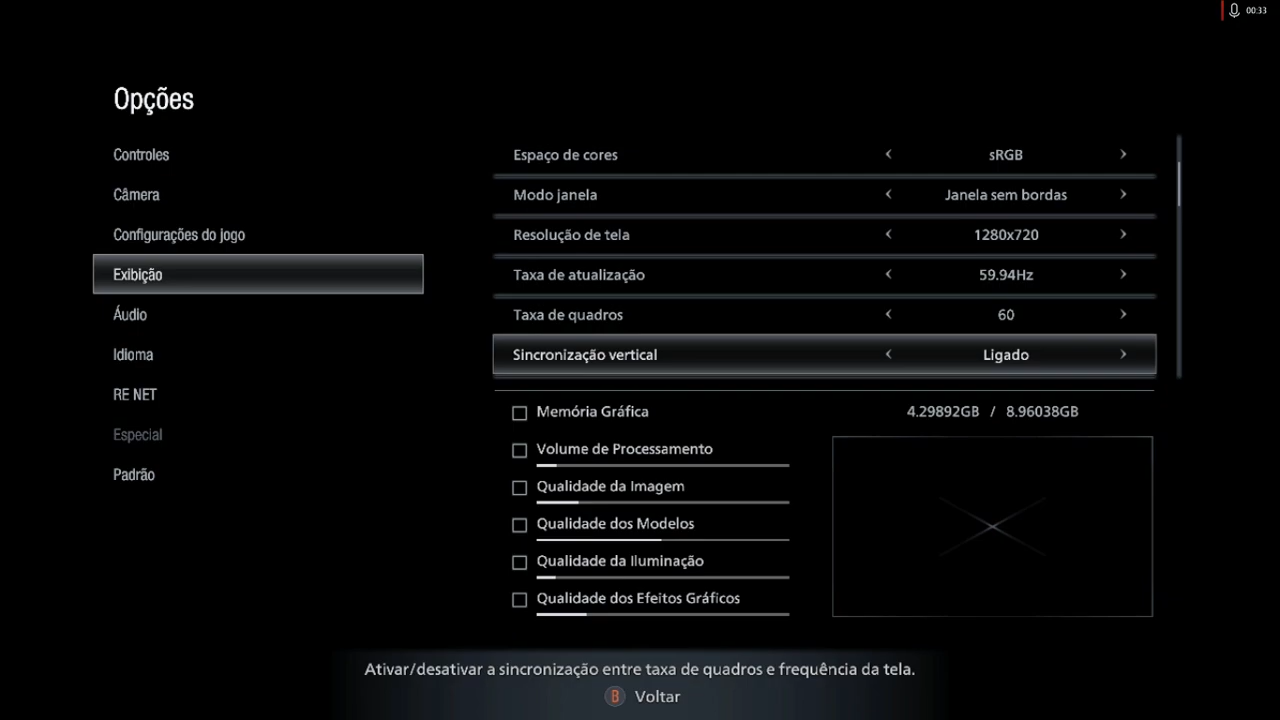 00:33
Opções
Controles
Câmera
Configurações do jogo
Exibição
Áudio
Idioma
RE NET
Especial
Padrão
Espaço de cores < sRGB >
Modo janela < Janela sem bordas >
Resolução de tela < 1280x720 >
Taxa de atualização < 59.94Hz >
Taxa de quadros < 60 >
Sincronização vertical < Ligado >
Memória Gráfica 4.29892GB / 8.96038GB
Volume de Processamento
Qualidade da Imagem
Qualidade dos Modelos
Qualidade da Iluminação
Qualidade dos Efeitos Gráficos
Ativar/desativar a sincronização entre taxa de quadros e frequência da tela.
B Voltar